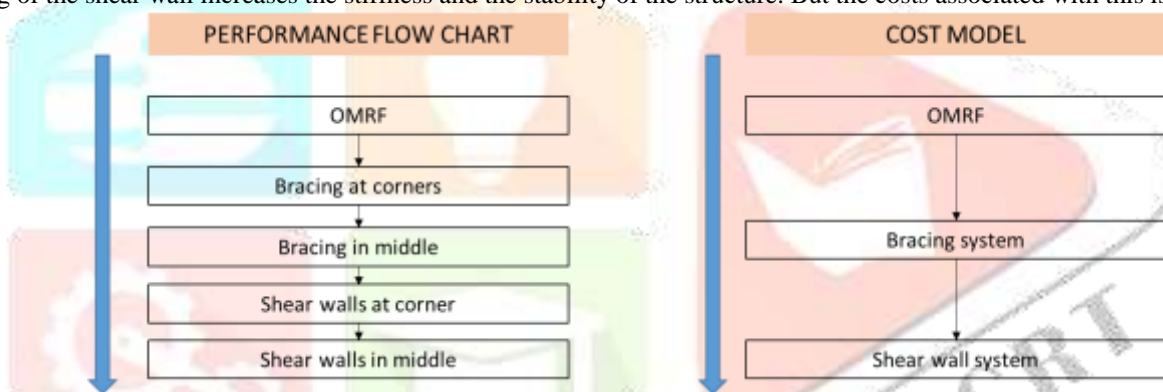 g of the shear wall increases the stiffness and the stability of the structure. But the costs associated with this is
PERFORMANCE FLOW CHART
OMRF
Bracing at corners
Bracing in middle
Shear walls at corner
Shear walls in middle
COST MODEL
OMRF
Bracing system
Shear wall system
CRT